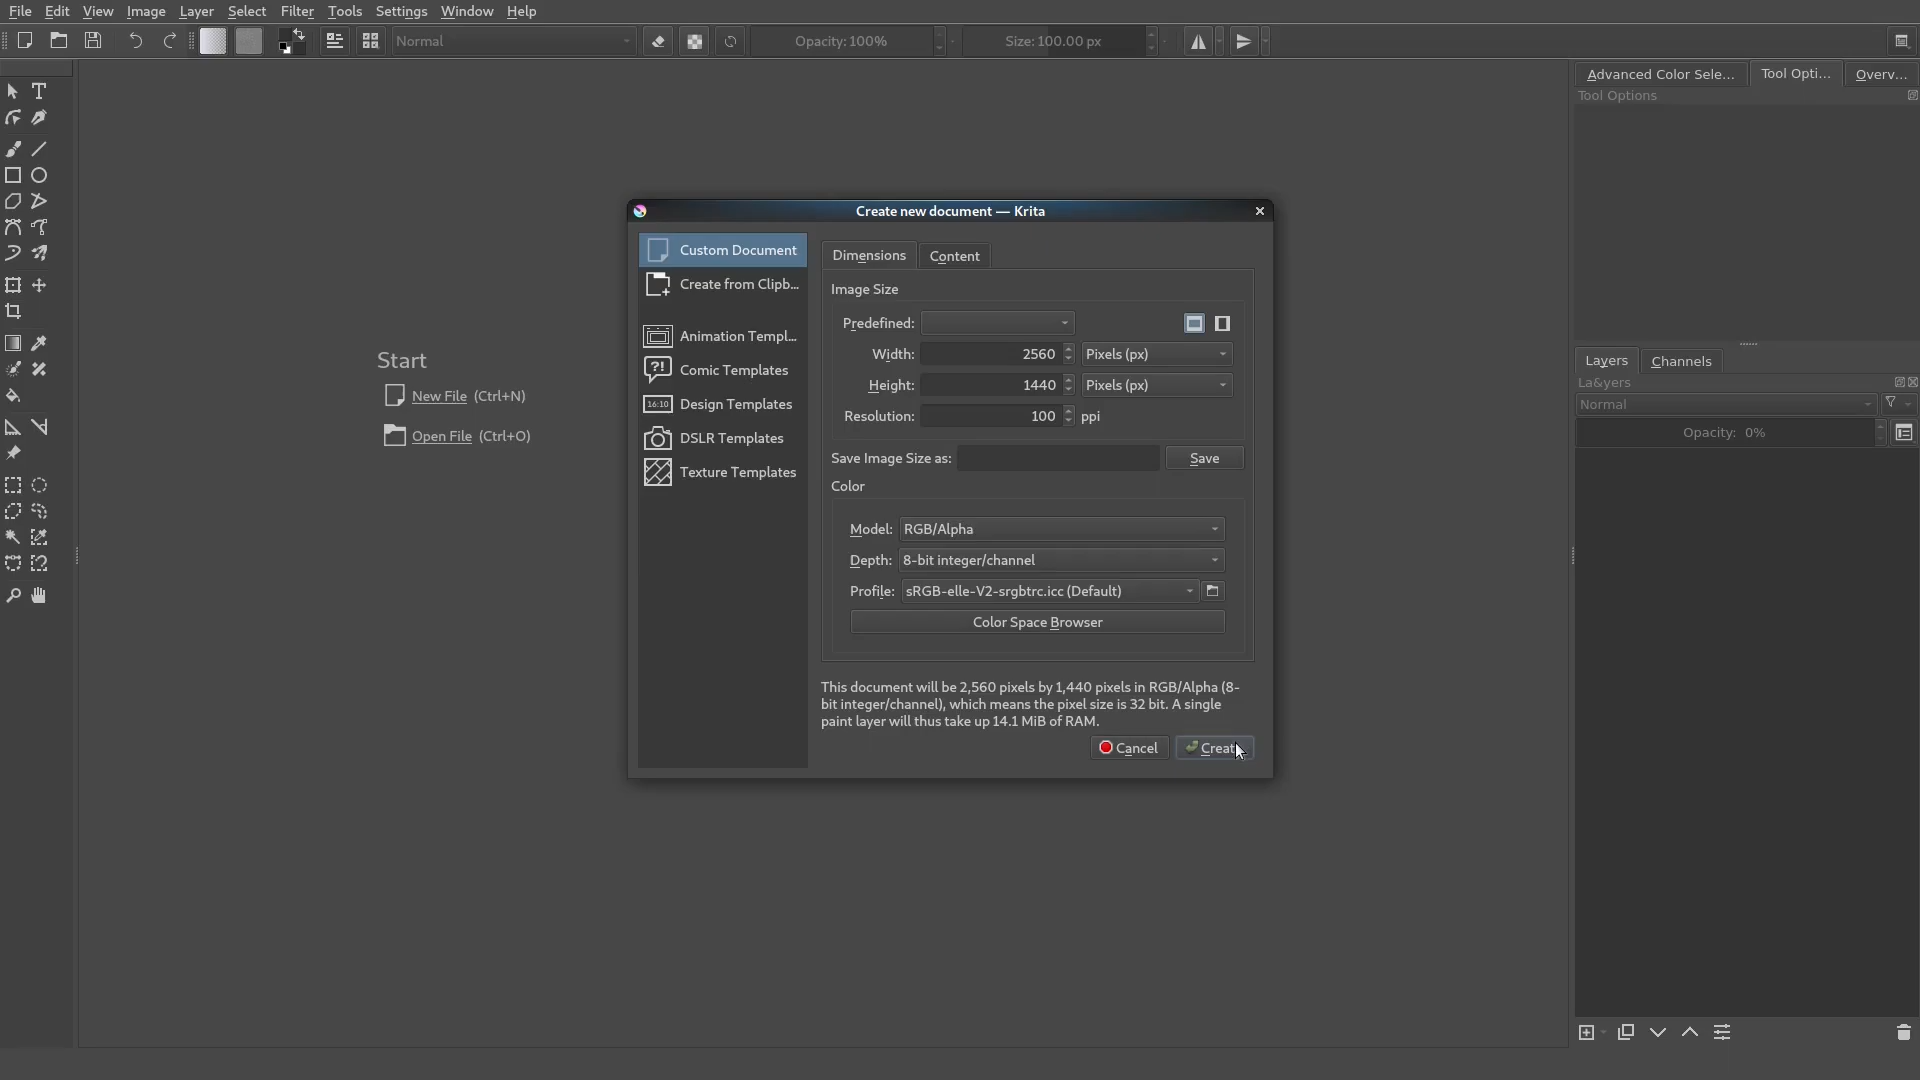 File Edit View Image Layer Select Filter Tools Settings Window Help
Normal Opacity: 100% Size: 100.00 px
Advanced Color Sele... Tool Opti... Overv...
Tool Options
Create new document — Krita
Custom Document
Create from Clipb...
Animation Templ...
?! Comic Templates
16:10 Design Templates
DSLR Templates
Texture Templates
Dimensions Content
Image Size
Predefined:
Width: 2560 Pixels (px)
Height: 1440 Pixels (px)
Resolution: 100 ppi
Save Image Size as: Save
Color
Model: RGB/Alpha
Depth: 8-bit integer/channel
Profile: sRGB-elle-V2-srgbtrc.icc (Default)
Color Space Browser
This document will be 2,560 pixels by 1,440 pixels in RGB/Alpha (8-
bit integer/channel), which means the pixel size is 32 bit. A single
paint layer will thus take up 14.1 MiB of RAM.
Cancel Create
Start
New File (Ctrl+N)
Open File (Ctrl+O)
Layers Channels
La&yers
Normal
Opacity: 0%